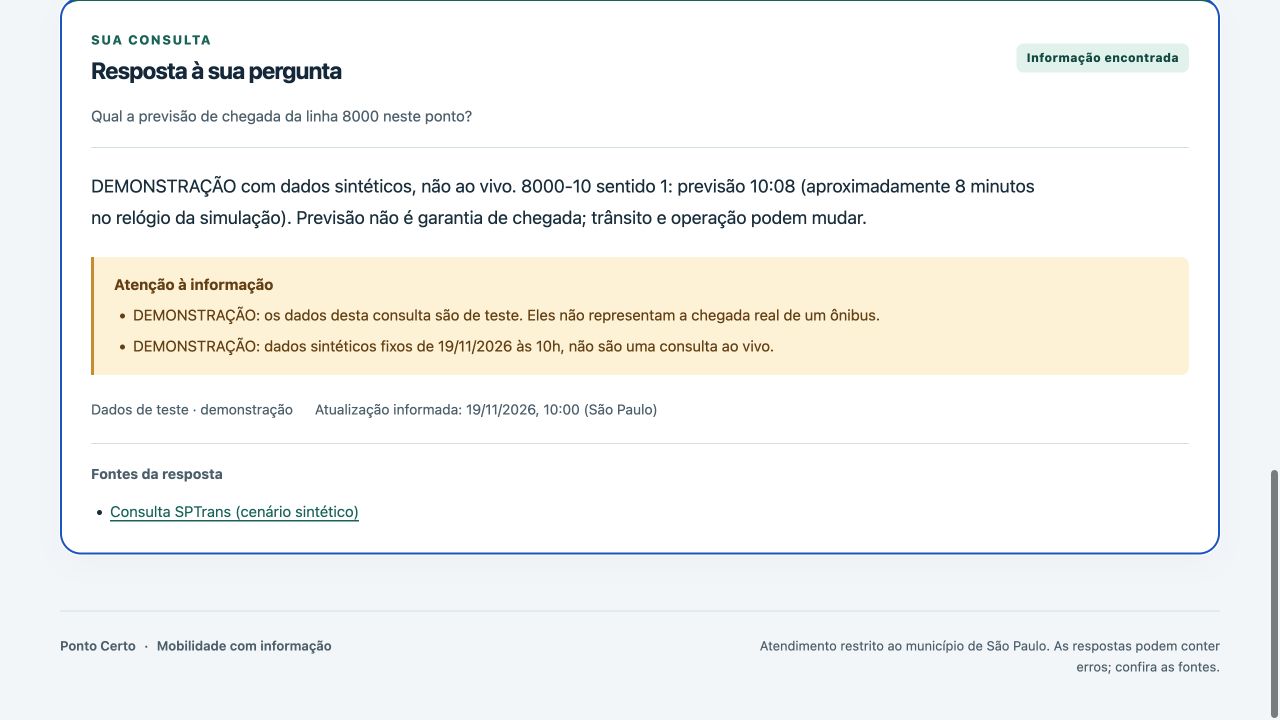 SUA CONSULTA
Resposta à sua pergunta
Informação encontrada
Qual a previsão de chegada da linha 8000 neste ponto?
DEMONSTRAÇÃO com dados sintéticos, não ao vivo. 8000-10 sentido 1: previsão 10:08 (aproximadamente 8 minutos
no relógio da simulação). Previsão não é garantia de chegada; trânsito e operação podem mudar.
Atenção à informação
• DEMONSTRAÇÃO: os dados desta consulta são de teste. Eles não representam a chegada real de um ônibus.
• DEMONSTRAÇÃO: dados sintéticos fixos de 19/11/2026 às 10h, não são uma consulta ao vivo.
Dados de teste · demonstração Atualização informada: 19/11/2026, 10:00 (São Paulo)
Fontes da resposta
• Consulta SPTrans (cenário sintético)
Ponto Certo · Mobilidade com informação
Atendimento restrito ao município de São Paulo. As respostas podem conter
erros; confira as fontes.